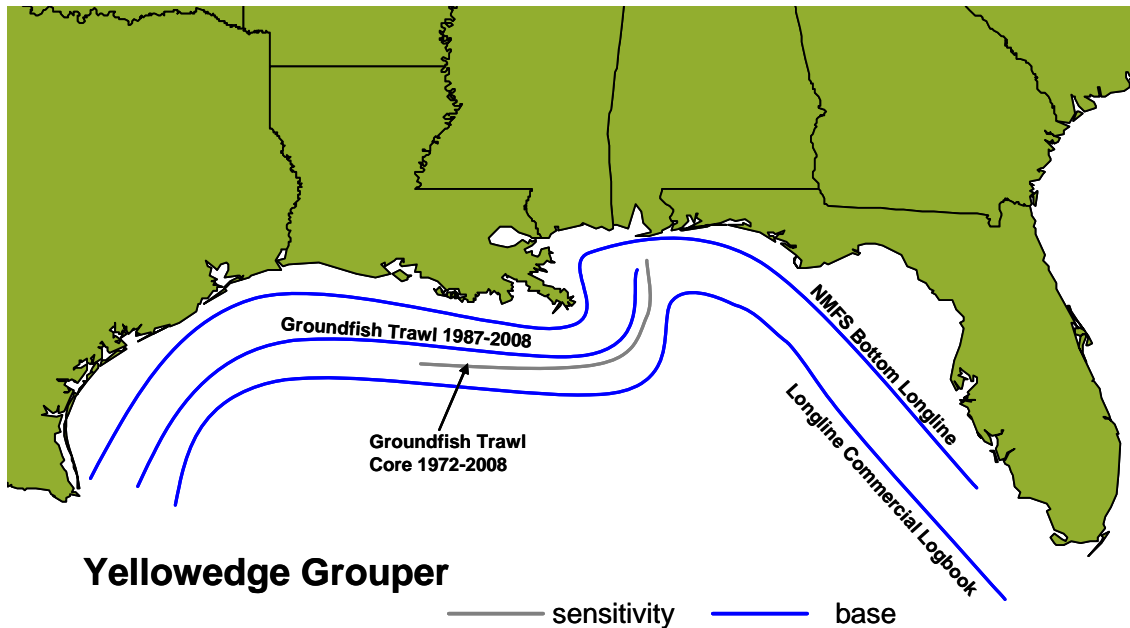 Groundfish Trawl 1987-2008
NMFS Bottom Longline
Longline Commercial Logbook
Groundfish Trawl
Core 1972-2008
Yellowedge Grouper
sensitivity
base